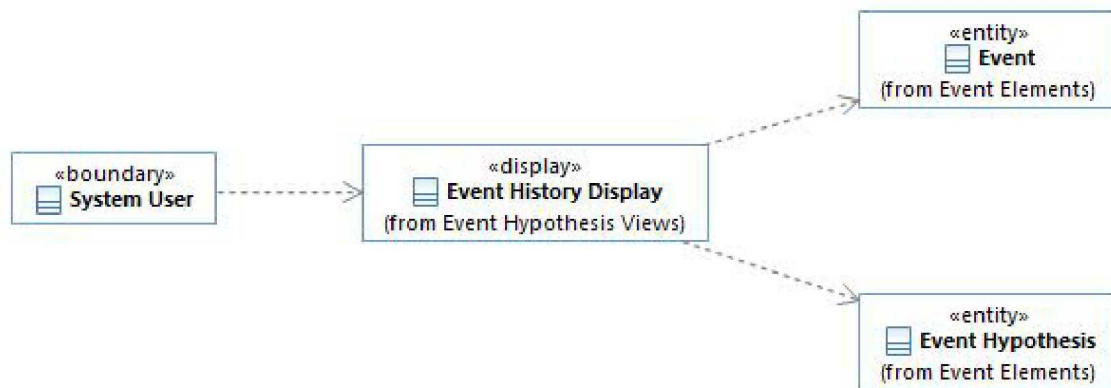 «boundary»
System User
«display»
Event History Display
(from Event Hypothesis Views)
«entity»
Event
(from Event Elements)
«entity»
Event Hypothesis
(from Event Elements)